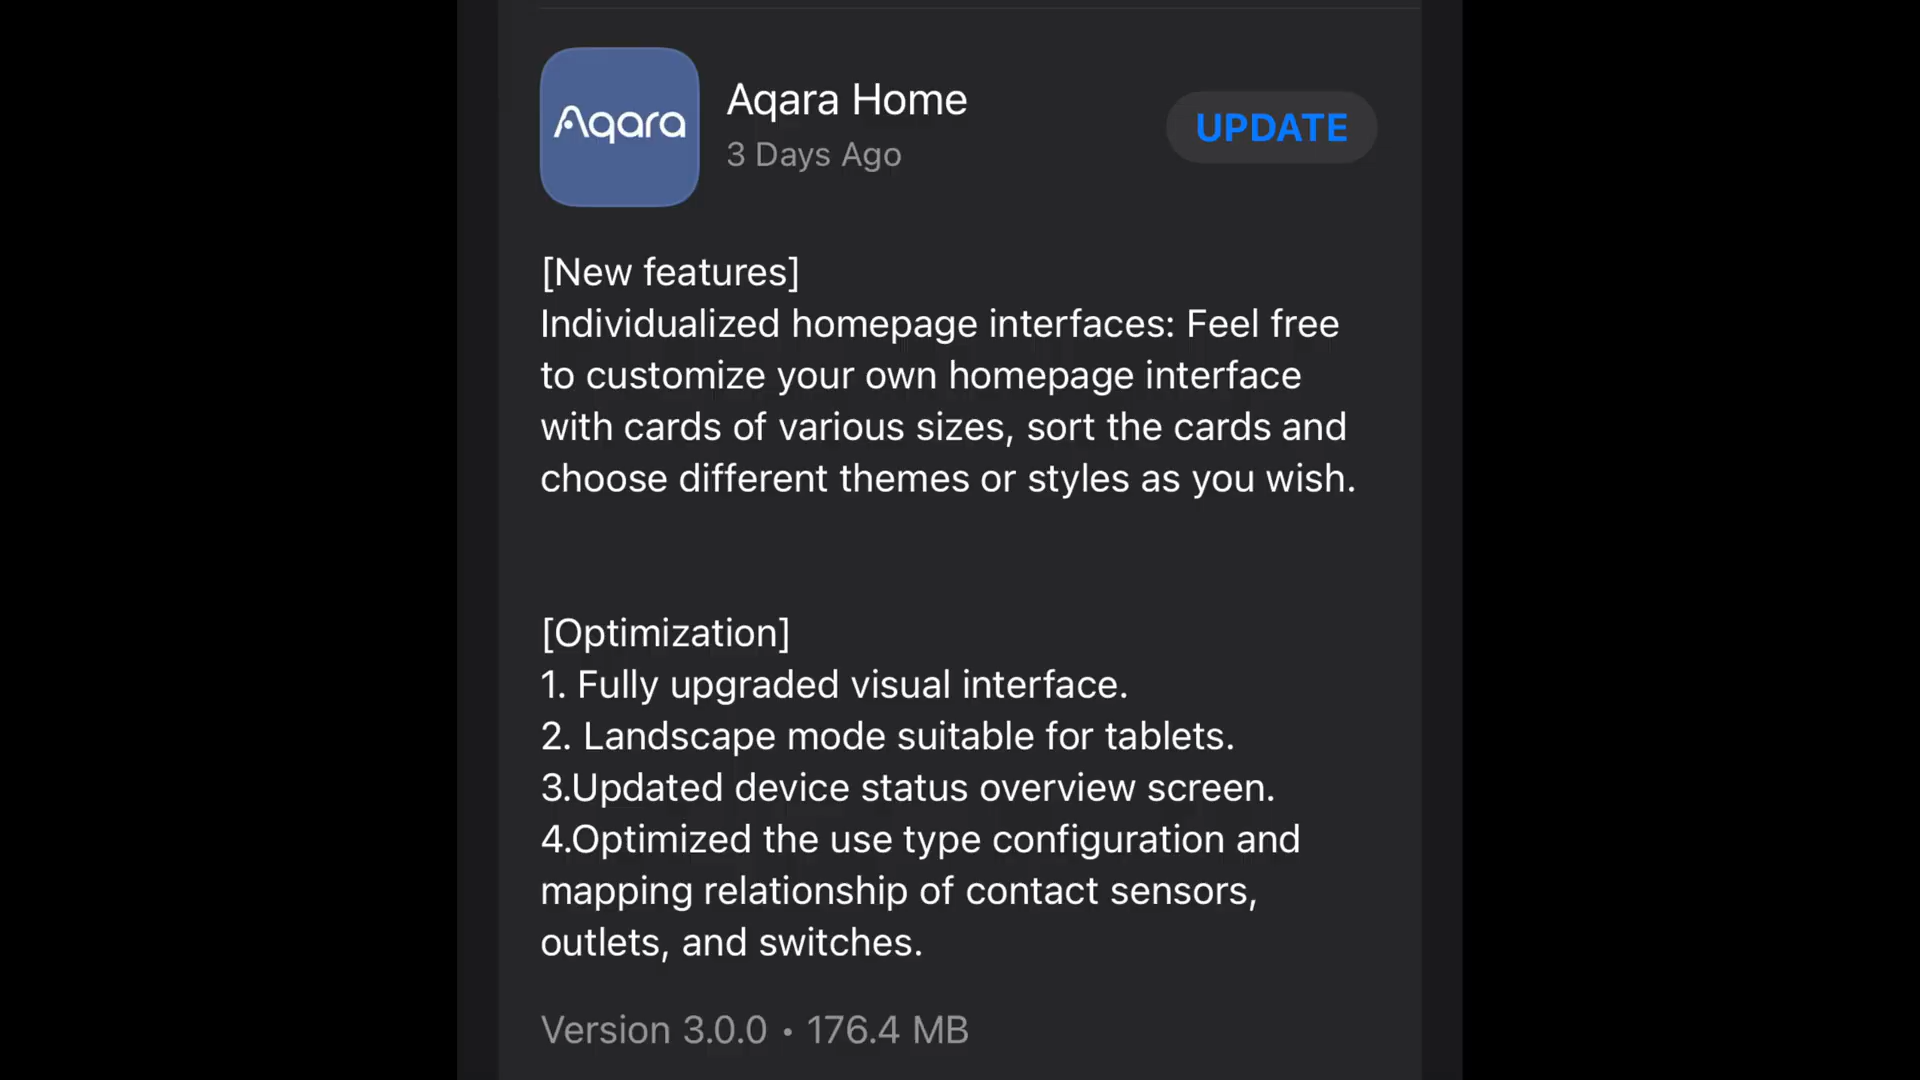 Aqara
Aqara Home
3 Days Ago
UPDATE
[New features]
Individualized homepage interfaces: Feel free
to customize your own homepage interface
with cards of various sizes, sort the cards and
choose different themes or styles as you wish.
[Optimization]
1. Fully upgraded visual interface.
2. Landscape mode suitable for tablets.
3.Updated device status overview screen.
4.Optimized the use type configuration and
mapping relationship of contact sensors,
outlets, and switches.
Version 3.0.0 • 176.4 MB